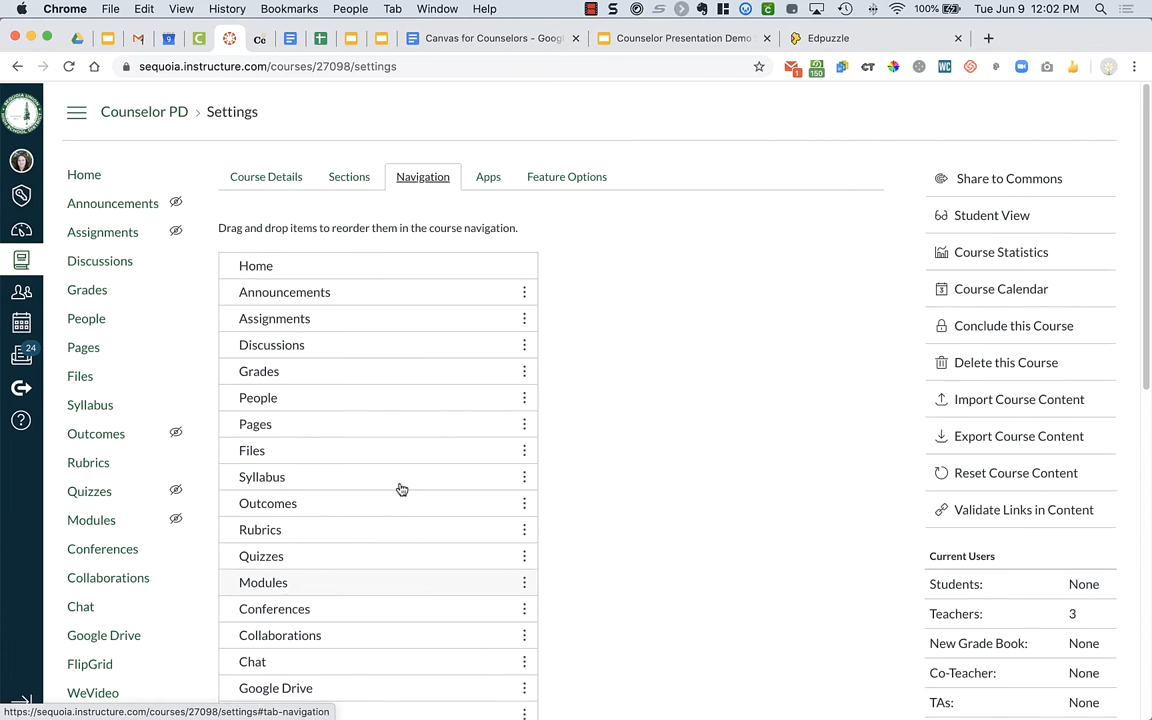 Chrome File Edit View History Bookmarks People Tab Window Help 100% Tue Jun 9 12:02 PM
Canvas for Counselors - Goog Counselor Presentation Demo Edpuzzle
sequoia.instructure.com/courses/27098/settings
Counselor PD › Settings
Course Details Sections Navigation Apps Feature Options
Drag and drop items to reorder them in the course navigation.
Home
Announcements
Assignments
Discussions
Grades
People
Pages
Files
Syllabus
Outcomes
Rubrics
Quizzes
Modules
Conferences
Collaborations
Chat
Google Drive
FlipGrid
WeVideo
24
Home
Announcements
Assignments
Discussions
Grades
People
Pages
Files
Syllabus
Outcomes
Rubrics
Quizzes
Modules
Conferences
Collaborations
Chat
Google Drive
Share to Commons
Student View
Course Statistics
Course Calendar
Conclude this Course
Delete this Course
Import Course Content
Export Course Content
Reset Course Content
Validate Links in Content
Current Users
Students: None
Teachers: 3
New Grade Book: None
Co-Teacher: None
TAs: None
https://sequoia.instructure.com/courses/27098/settings#tab-navigation